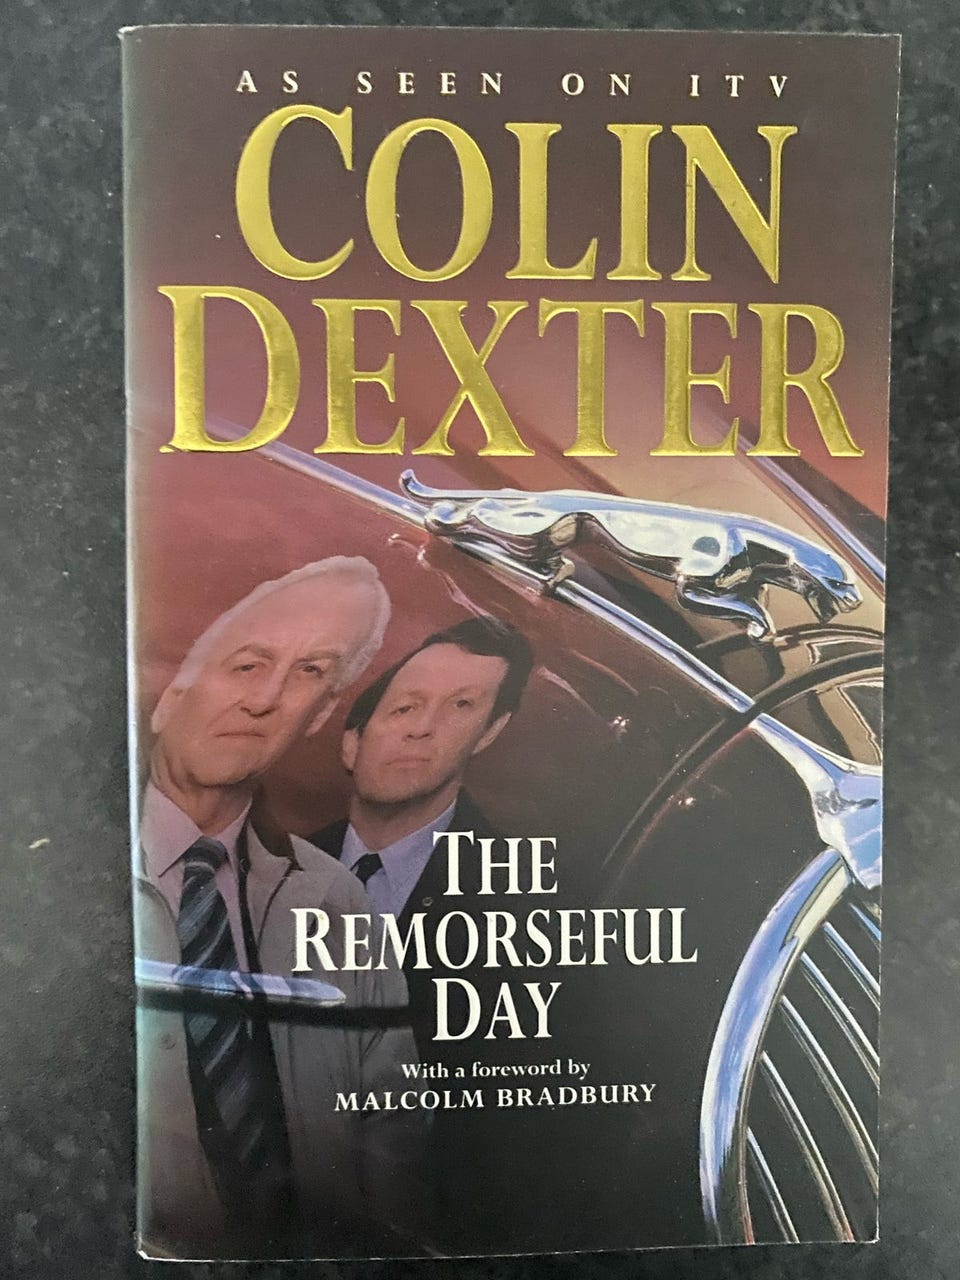 AS SEEN ON ITV
COLIN
DEXTER
THE
REMORSEFUL
DAY
With a foreword by
MALCOLM BRADBURY